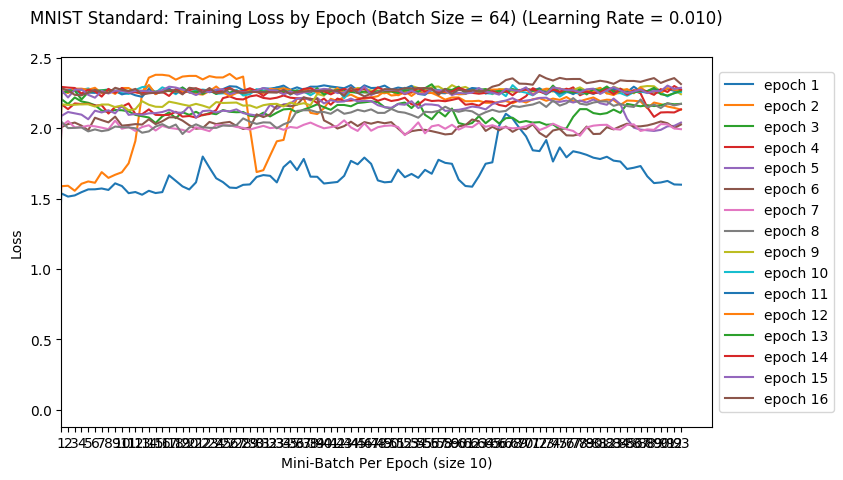 MNIST Standard: Training Loss by Epoch (Batch Size = 64) (Learning Rate = 0.010)
2.5
2.0
1.5
1.0
0.5
0.0
Loss
Mini-Batch Per Epoch (size 10)
epoch 1
epoch 2
epoch 3
epoch 4
epoch 5
epoch 6
epoch 7
epoch 8
epoch 9
epoch 10
epoch 11
epoch 12
epoch 13
epoch 14
epoch 15
epoch 16